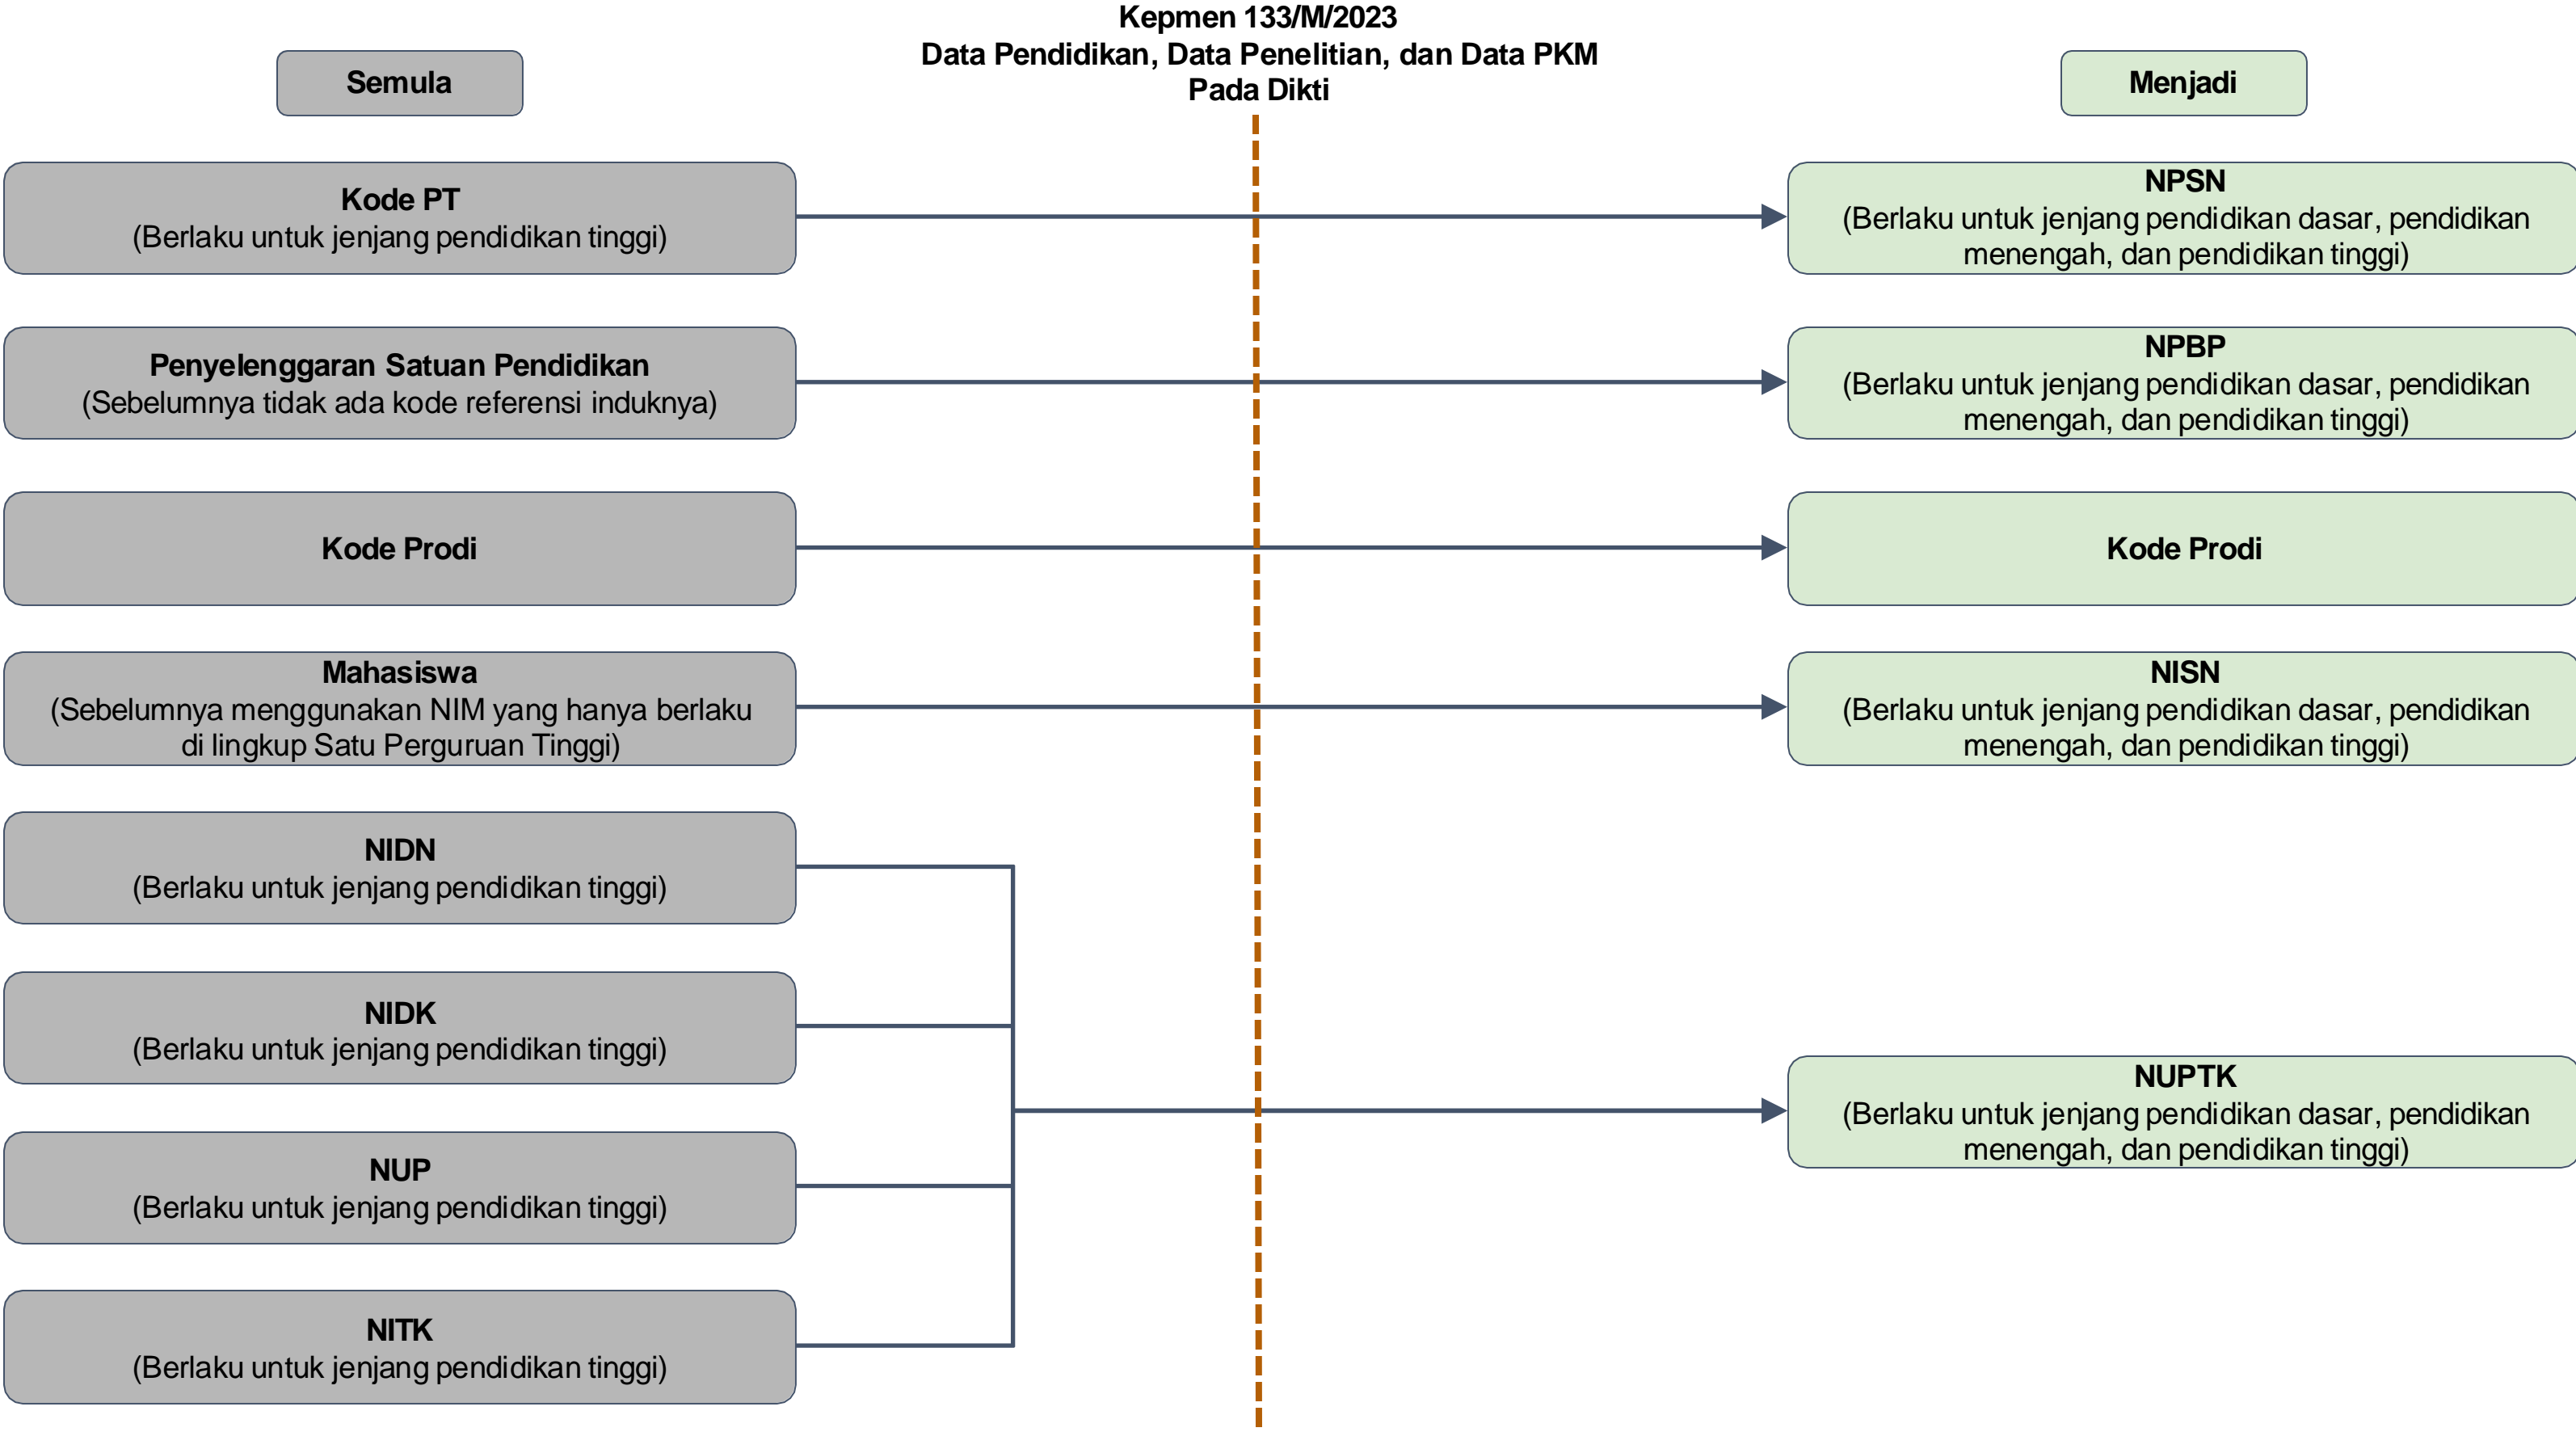 Kepmen 133/M/2023
Data Pendidikan, Data Penelitian, dan Data PKM
Pada Dikti
Semula
Menjadi
Kode PT
(Berlaku untuk jenjang pendidikan tinggi)
NPSN
(Berlaku untuk jenjang pendidikan dasar, pendidikan
menengah, dan pendidikan tinggi)
Penyelenggaran Satuan Pendidikan
(Sebelumnya tidak ada kode referensi induknya)
NPBP
(Berlaku untuk jenjang pendidikan dasar, pendidikan
menengah, dan pendidikan tinggi)
Kode Prodi
Kode Prodi
Mahasiswa
(Sebelumnya menggunakan NIM yang hanya berlaku
di lingkup Satu Perguruan Tinggi)
NISN
(Berlaku untuk jenjang pendidikan dasar, pendidikan
menengah, dan pendidikan tinggi)
NIDN
(Berlaku untuk jenjang pendidikan tinggi)
NIDK
(Berlaku untuk jenjang pendidikan tinggi)
NUP
(Berlaku untuk jenjang pendidikan tinggi)
NITK
(Berlaku untuk jenjang pendidikan tinggi)
NUPTK
(Berlaku untuk jenjang pendidikan dasar, pendidikan
menengah, dan pendidikan tinggi)